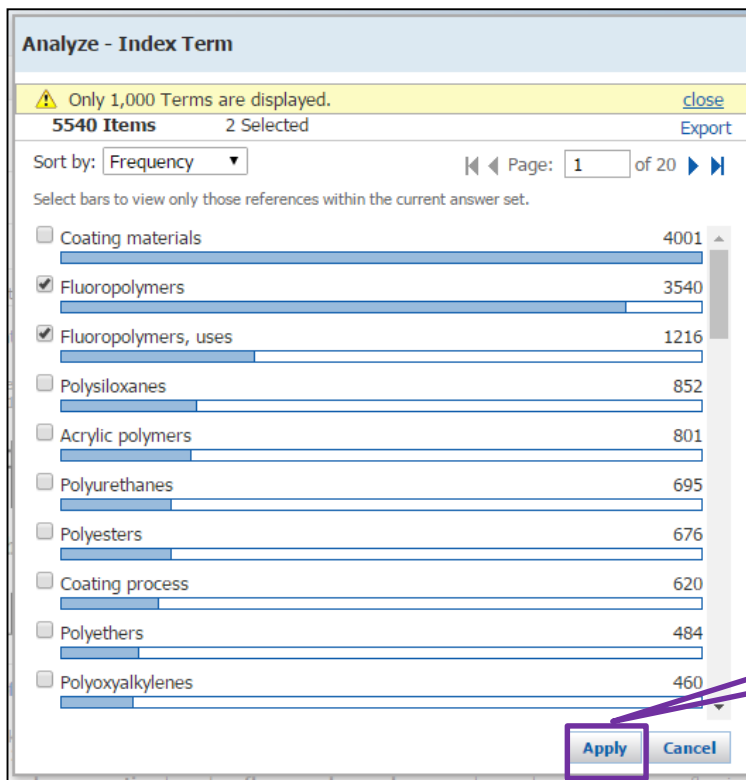 Analyze - Index Term
Only 1,000 Terms are displayed. close
5540 Items 2 Selected Export
Sort by: Frequency Page: 1 of 20
Select bars to view only those references within the current answer set.
Coating materials 4001
Fluoropolymers 3540
Fluoropolymers, uses 1216
Polysiloxanes 852
Acrylic polymers 801
Polyurethanes 695
Polyesters 676
Coating process 620
Polyethers 484
Polyoxyalkylenes 460
Apply Cancel